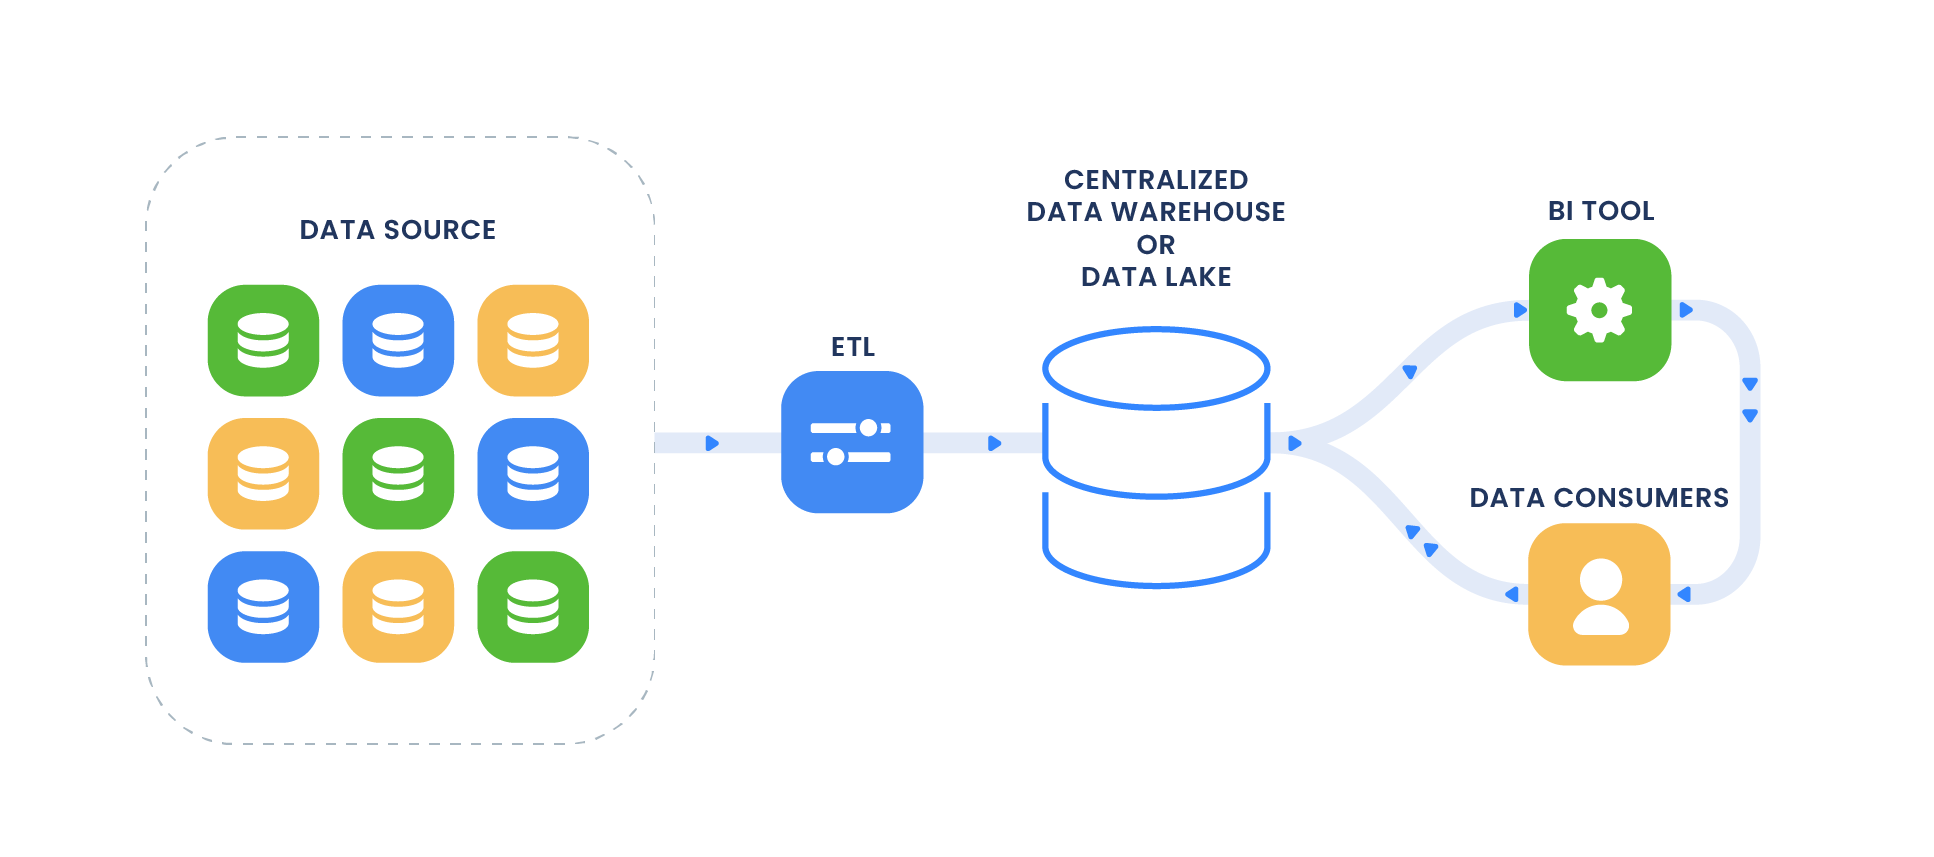 DATA SOURCE
ETL
CENTRALIZED
DATA WAREHOUSE
OR
DATA LAKE
BI TOOL
DATA CONSUMERS